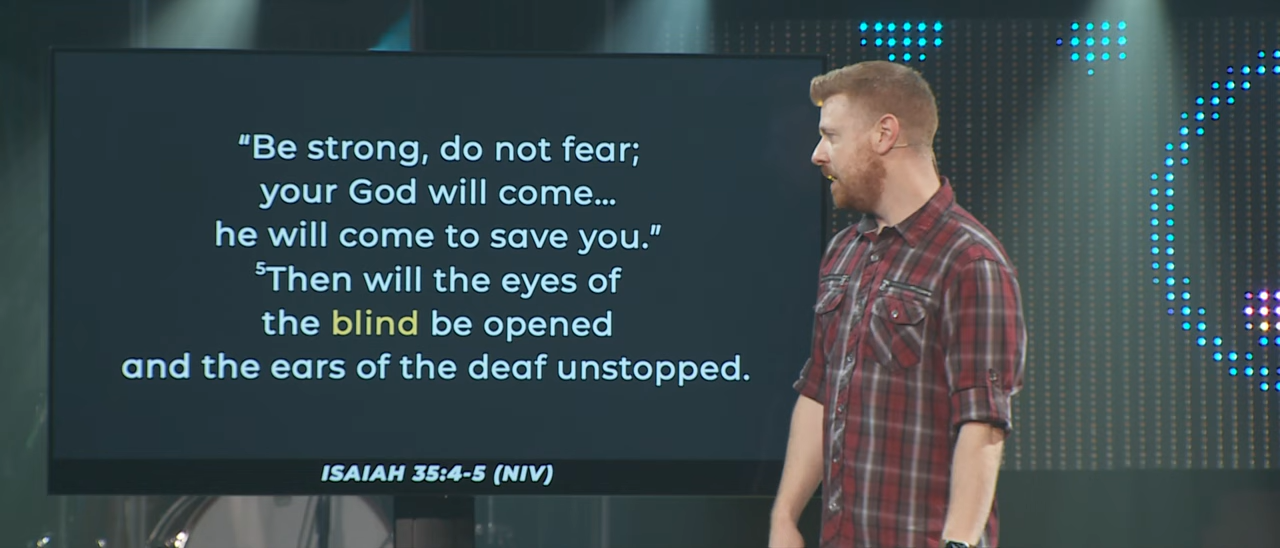 "Be strong, do not fear;
your God will come...
he will come to save you."
⁵Then will the eyes of
the blind be opened
and the ears of the deaf unstopped.
ISAIAH 35:4-5 (NIV)